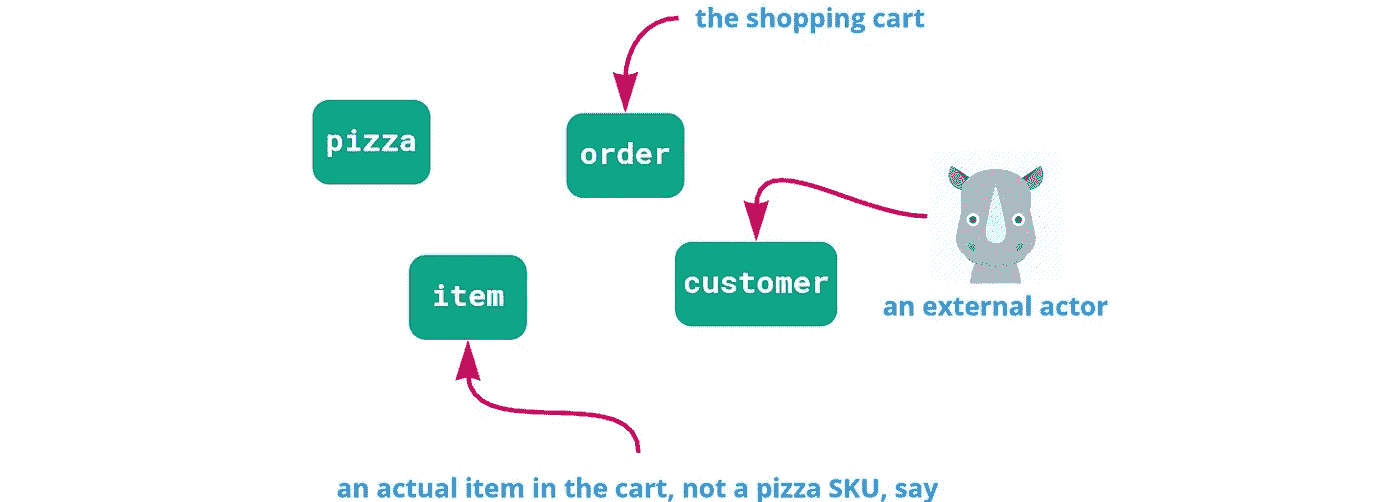 the shopping cart
pizza
order
customer
an external actor
item
an actual item in the cart, not a pizza SKU, say